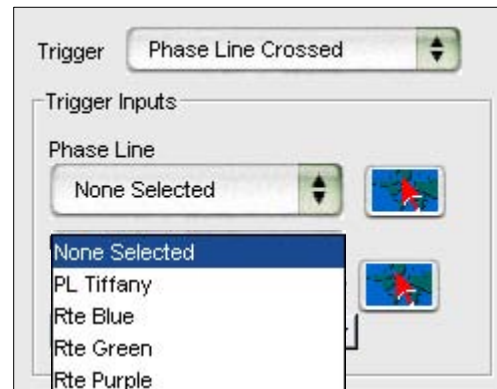 Trigger Phase Line Crossed
Trigger Inputs
Phase Line
None Selected
None Selected
PL Tiffany
Rte Blue
Rte Green
Rte Purple